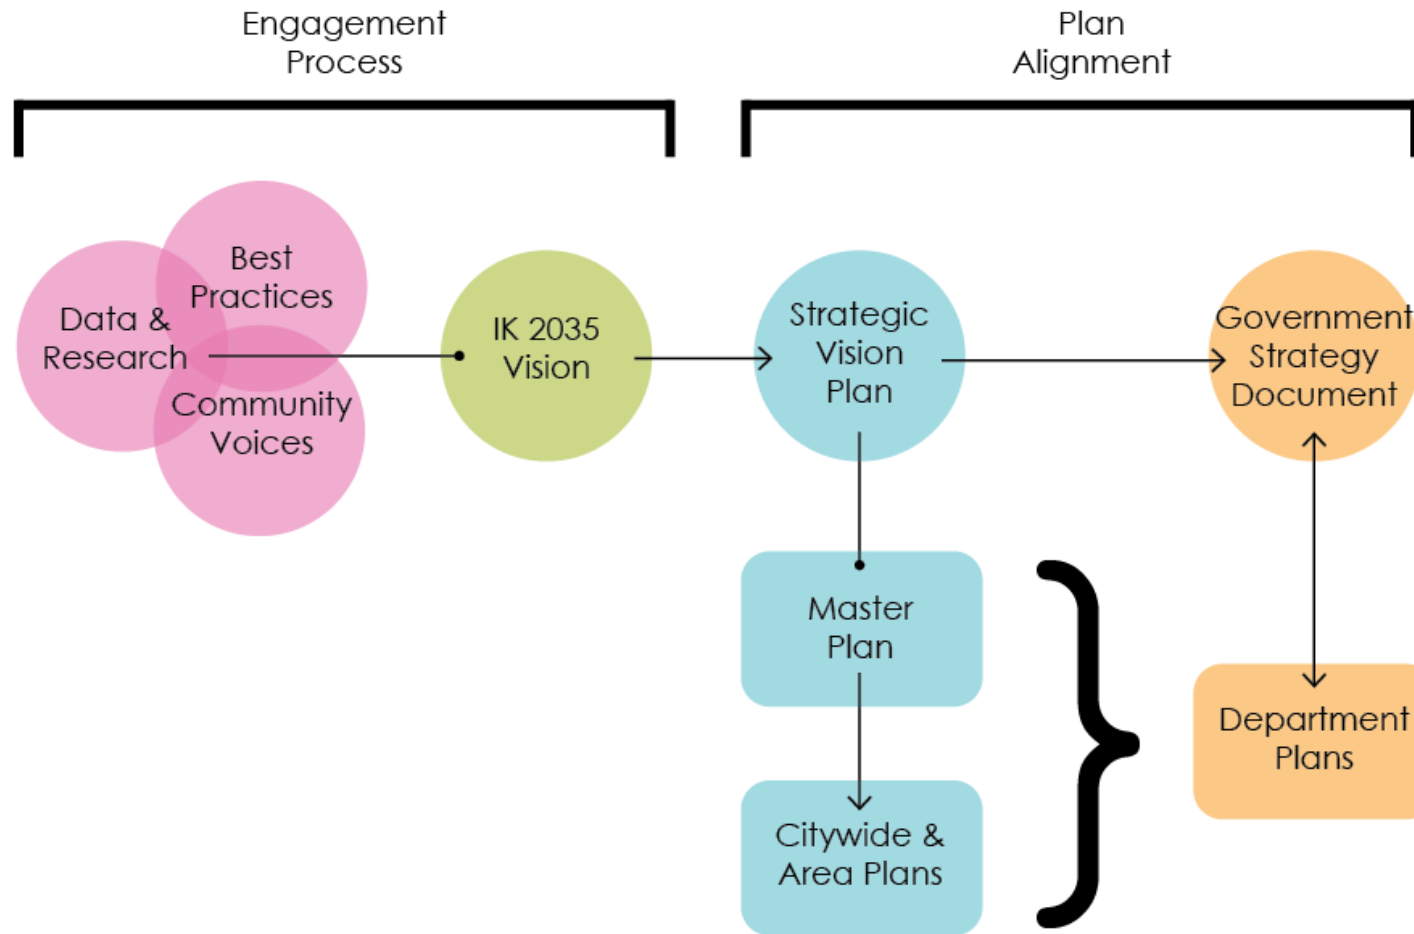 Engagement
Process
Plan
Alignment
Best
Practices
Data &
Research
Community
Voices
IK 2035
Vision
Strategic
Vision
Plan
Government
Strategy
Document
Master
Plan
Citywide &
Area Plans
Department
Plans